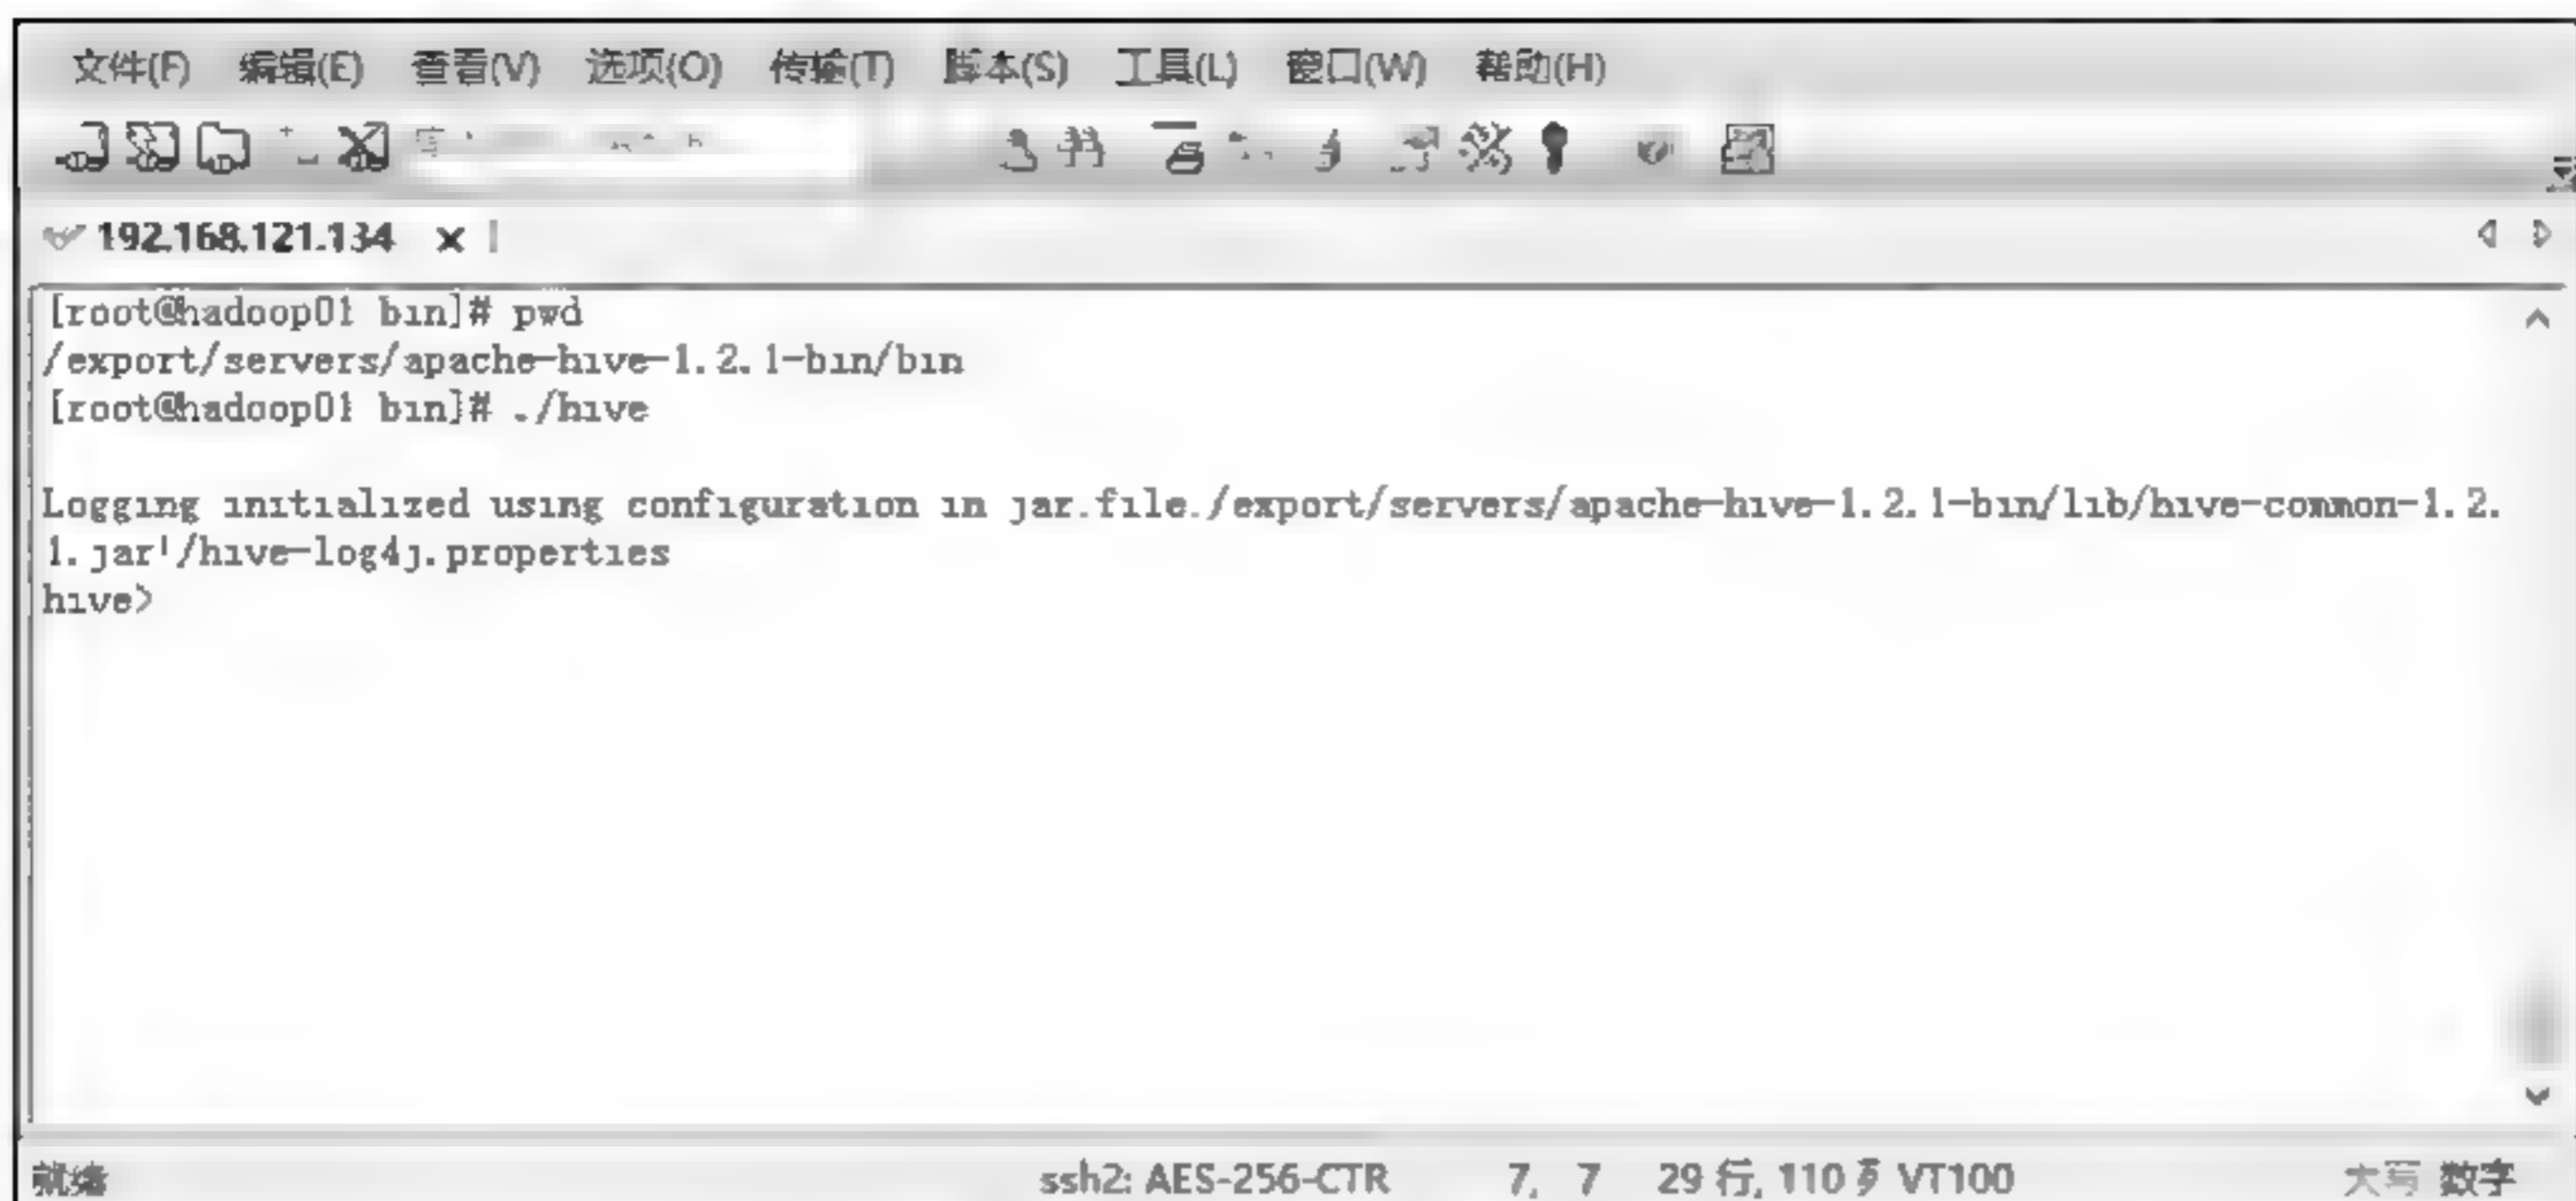 文件(F) 编辑(E) 查看(V) 选项(O) 传输(T) 脚本(S) 工具(L) 窗口(W) 帮助(H)
192.168.121.134
[root@hadoop01 bin]# pwd
/export/servers/apache-hive-1.2.1-bin/bin
[root@hadoop01 bin]# ./hive
Logging initialized using configuration in jar:file:/export/servers/apache-hive-1.2.1-bin/lib/hive-common-1.2.
1.jar!/hive-log4j.properties
hive>
就绪 ssh2: AES-256-CTR 7, 7 29 行, 110 列 VT100 大写 数字